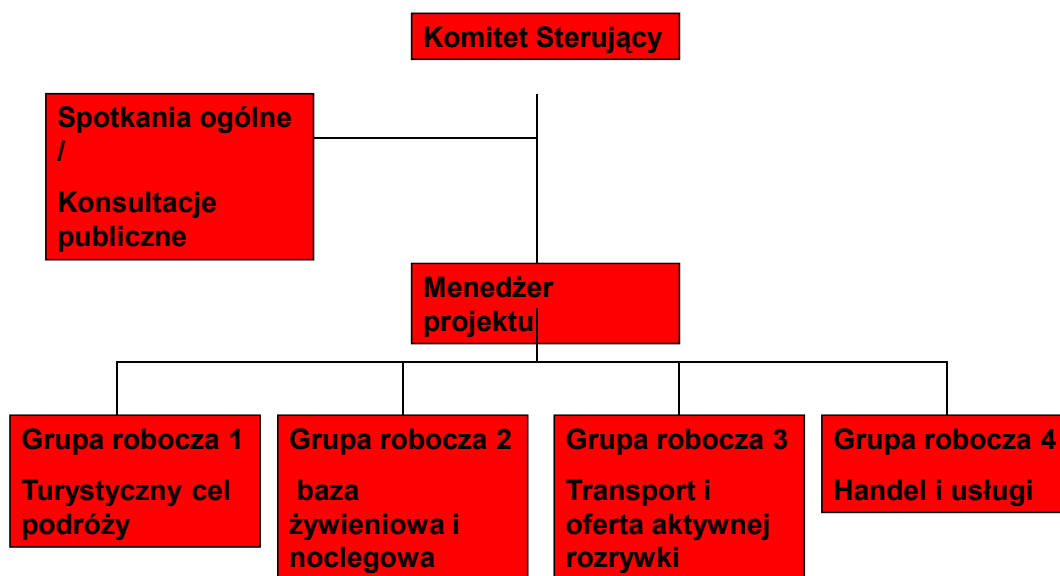 Komitet Sterujący
Spotkania ogólne
/
Konsultacje
publiczne
Menedżer
projektu
Grupa robocza 1
Turystyczny cel
podróży
Grupa robocza 2
baza
żywieniowa i
noclegowa
Grupa robocza 3
Transport i
oferta aktywnej
rozrywki
Grupa robocza 4
Handel i usługi